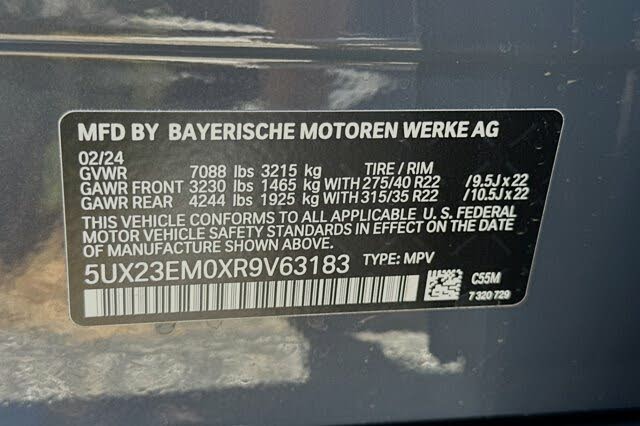 MFD BY BAYERISCHE MOTOREN WERKE AG
02/24
GVWR 7088 lbs 3215 kg TIRE / RIM
GAWR FRONT 3230 lbs 1465 kg WITH 275/40 R22 /9.5J x 22
GAWR REAR 4244 lbs 1925 kg WITH 315/35 R22 /10.5J x 22
THIS VEHICLE CONFORMS TO ALL APPLICABLE U. S. FEDERAL
MOTOR VEHICLE SAFETY STANDARDS IN EFFECT ON THE DATE
OF MANUFACTURE SHOWN ABOVE.
5UX23EM0XR9V63183 TYPE: MPV
C55M
7 320 729